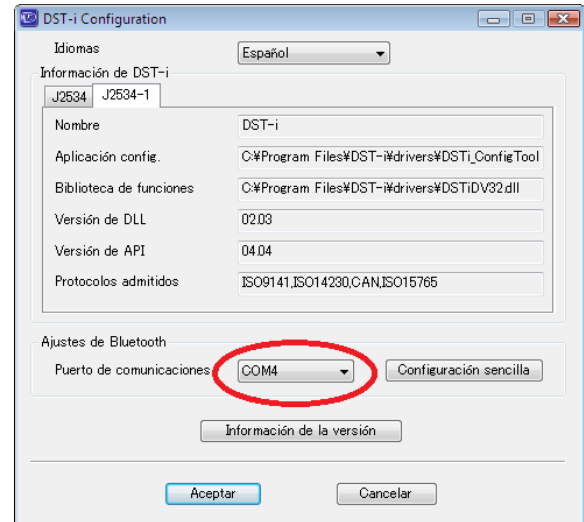 DST-i Configuration
Idiomas Español
Información de DST-i
J2534 J2534-1
Nombre DST-i
Aplicación config. C:¥Program Files¥DST-i¥drivers¥DSTi_ConfigTool
Biblioteca de funciones C:¥Program Files¥DST-i¥drivers¥DSTiDV32.dll
Versión de DLL 02.03
Versión de API 04.04
Protocolos admitidos ISO9141,ISO14230,CAN,ISO15765
Ajustes de Bluetooth
Puerto de comunicaciones COM4 Configuración sencilla
Información de la versión
Aceptar Cancelar